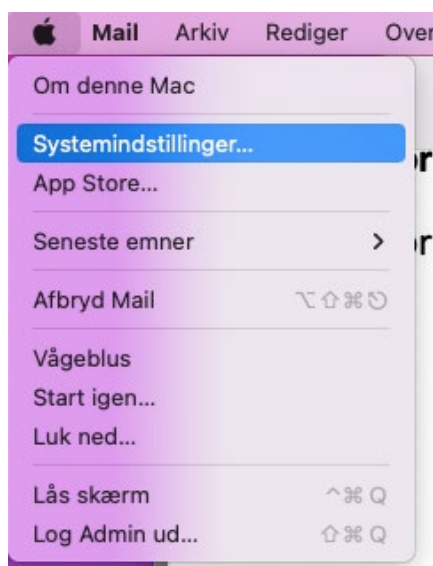 Mail Arkiv Rediger Over
Om denne Mac
Systemindstillinger...
App Store...
Seneste emner
Afbryd Mail ⌥⇧⌘⎋
Vågeblus
Start igen...
Luk ned...
Lås skærm ^⌘Q
Log Admin ud... ⇧⌘Q